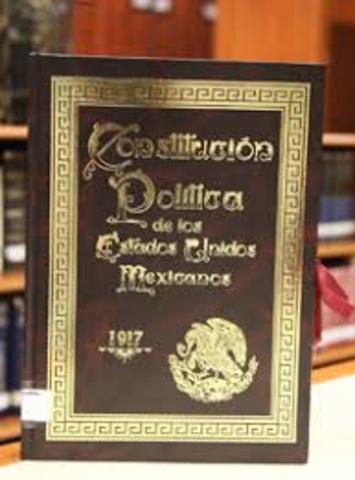 Constitución
Política
de los
Estados Unidos
Mexicanos
1917